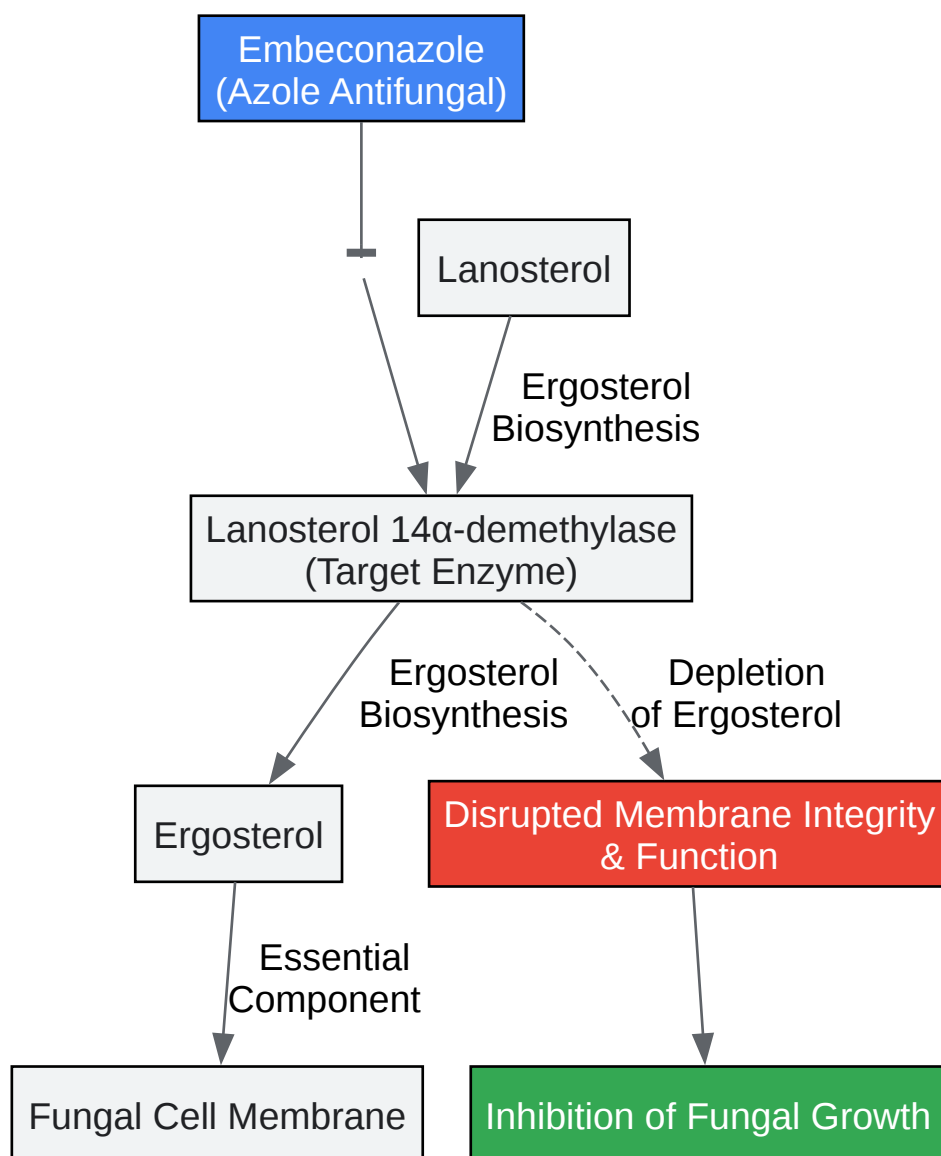 Embeconazole
(Azole Antifungal)
Lanosterol
Ergosterol
Biosynthesis
Lanosterol 14α-demethylase
(Target Enzyme)
Ergosterol
Biosynthesis
Depletion
of Ergosterol
Ergosterol
Disrupted Membrane Integrity
& Function
Essential
Component
Fungal Cell Membrane
Inhibition of Fungal Growth